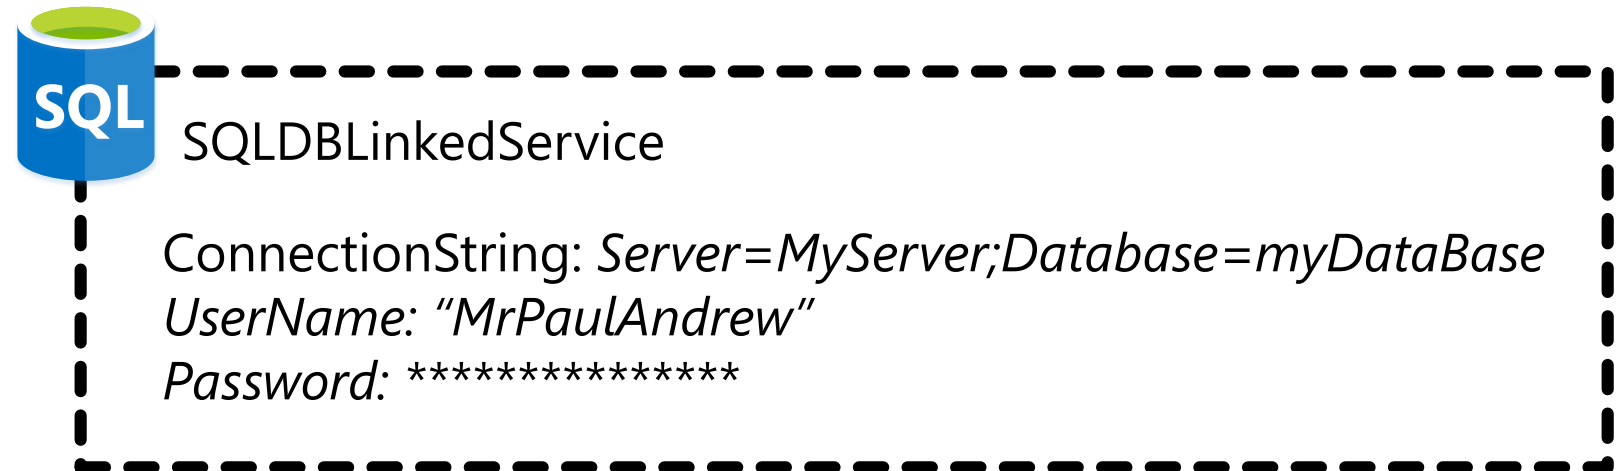 SQL
SQLDBLinkedService
ConnectionString: Server=MyServer;Database=myDataBase
UserName: “MrPaulAndrew”
Password: ***************